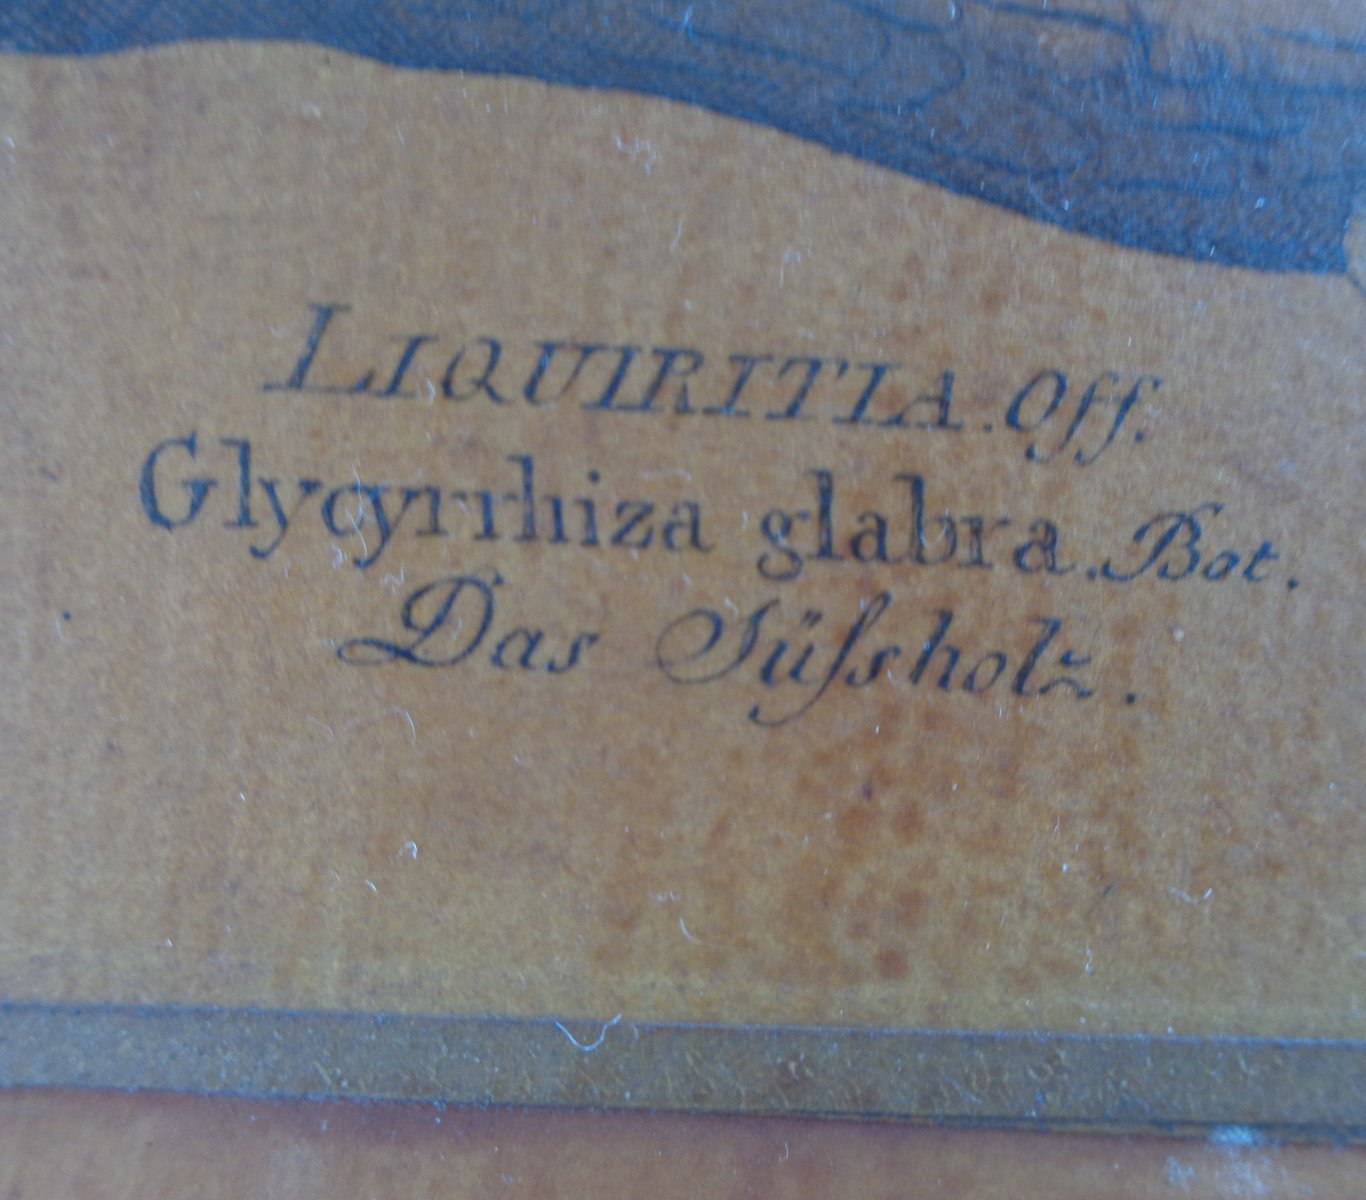 LIQUIRITIA. Off.
Glycyrrhiza glabra. Bot.
Das Süſsholz.